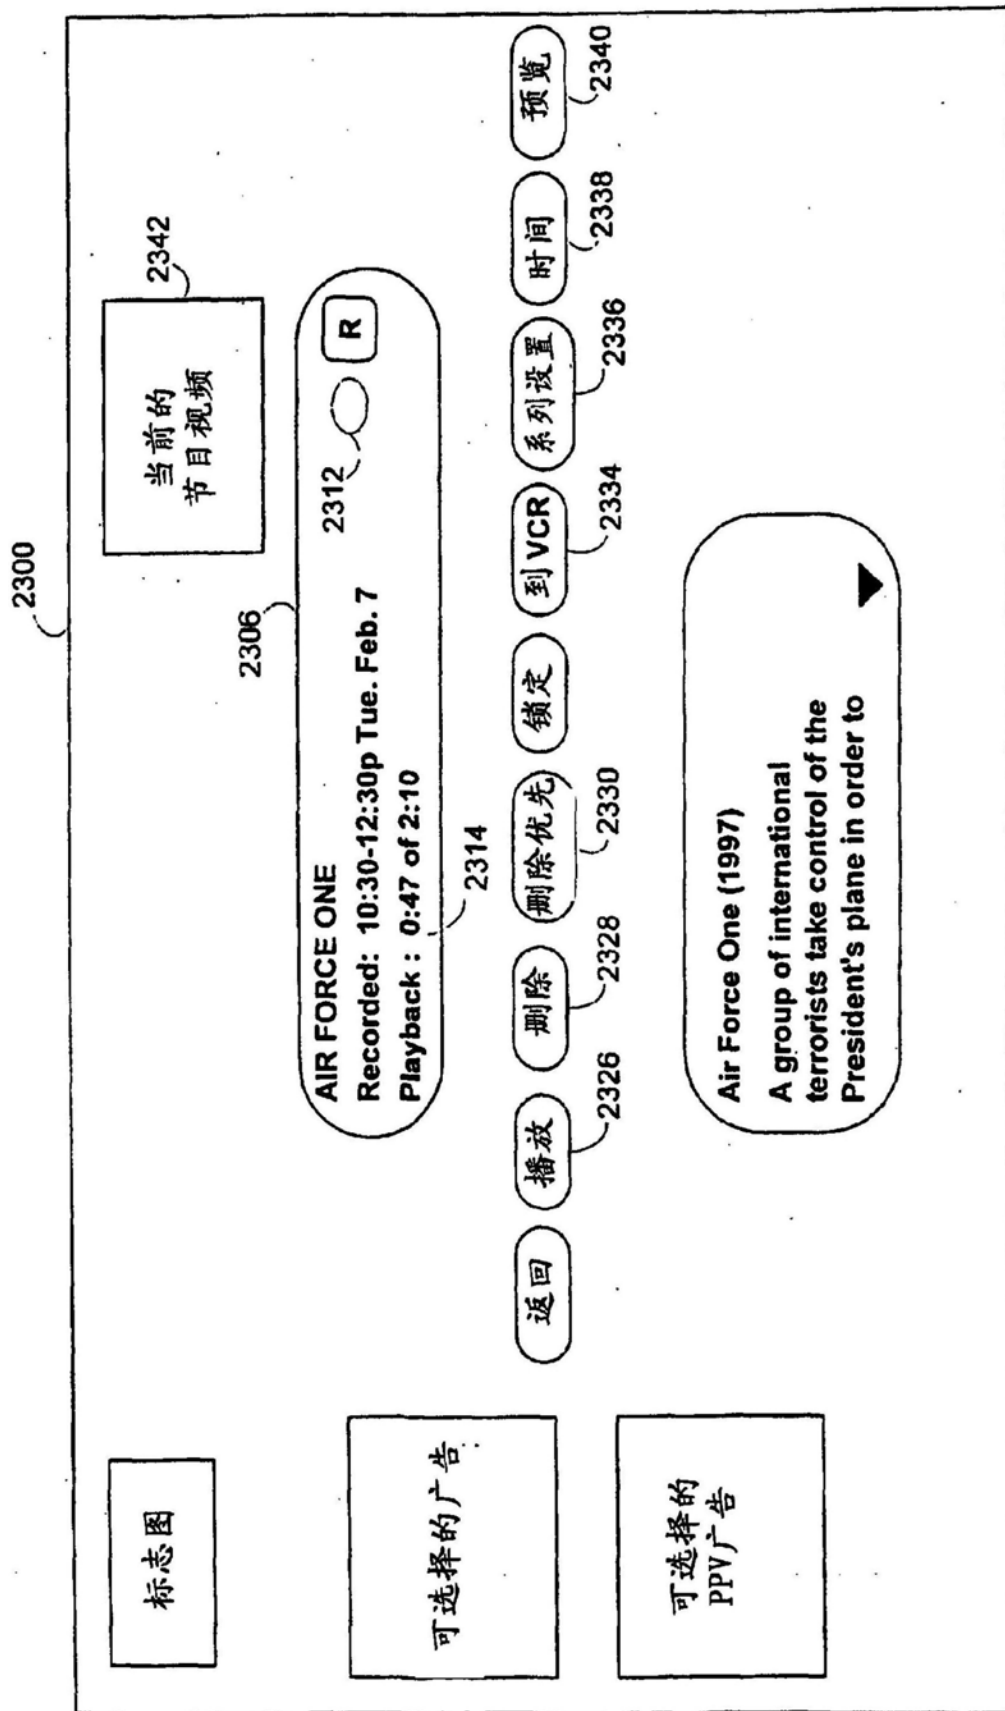 2300
标志图
当前的
节目视频
2342
2306
AIR FORCE ONE
Recorded: 10:30-12:30p Tue. Feb. 7
Playback : 0:47 of 2:10
2312
R
2314
返回
播放
删除
删除优先
锁定
到VCR
系列设置
时间
预览
2326
2328
2330
2334
2336
2338
2340
可选择的广告
可选择的
PPV广告
Air Force One (1997)
A group of international
terrorists take control of the
President's plane in order to